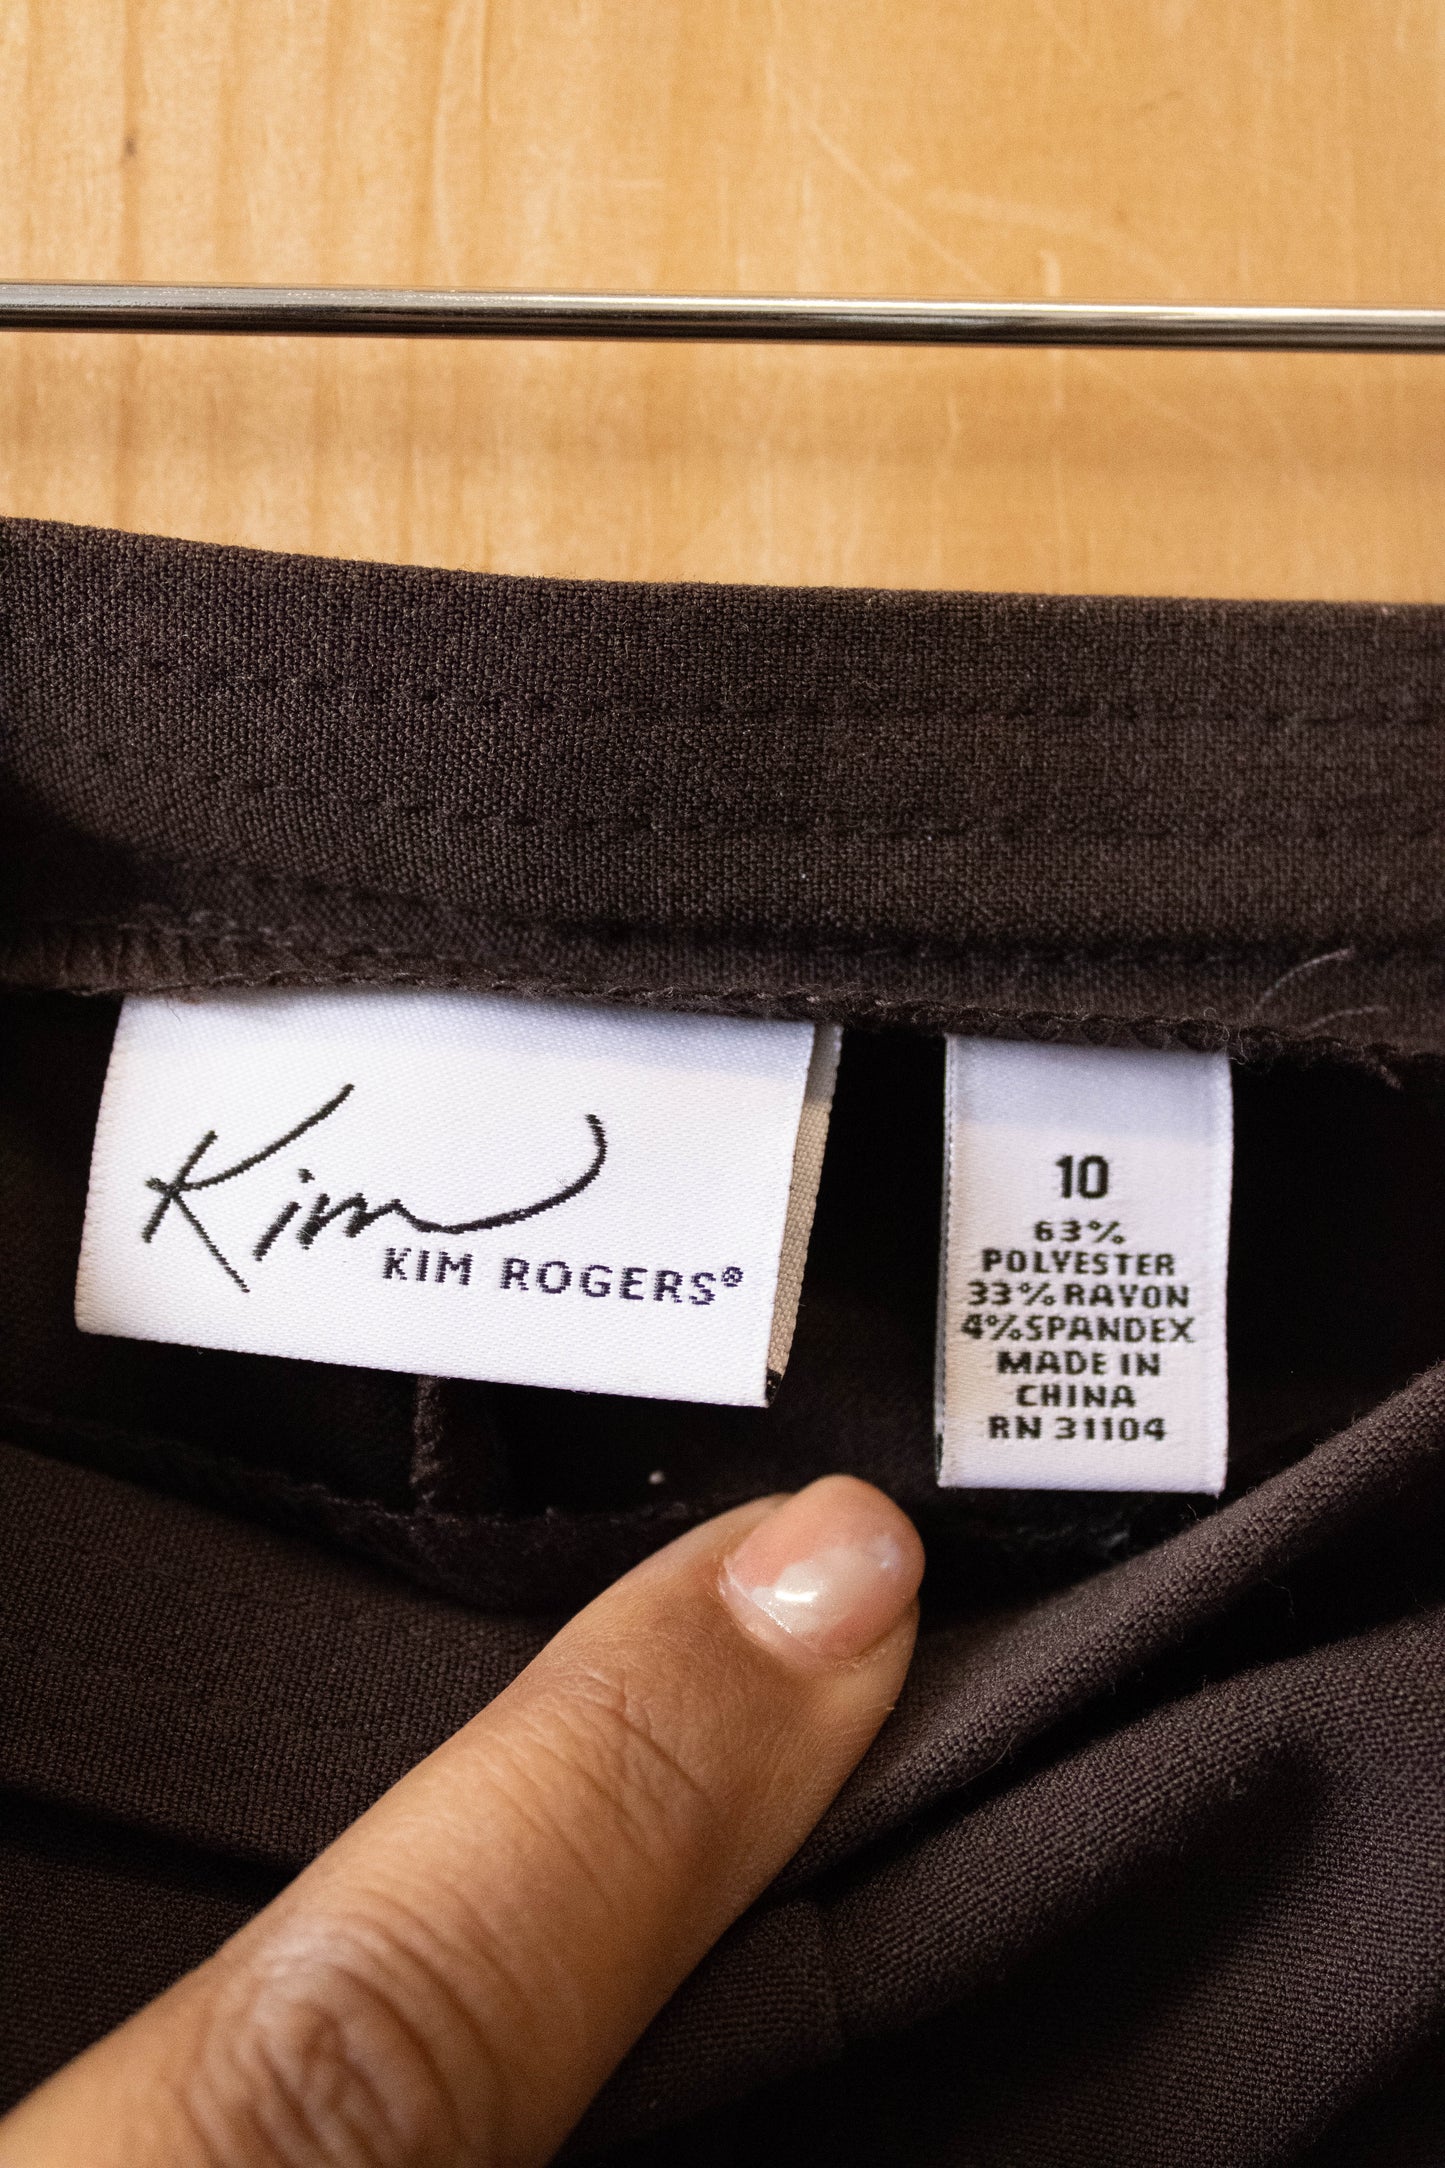 Kim
KIM ROGERS®
10
63%
POLYESTER
33% RAYON
4% SPANDEX
MADE IN
CHINA
RN 31104